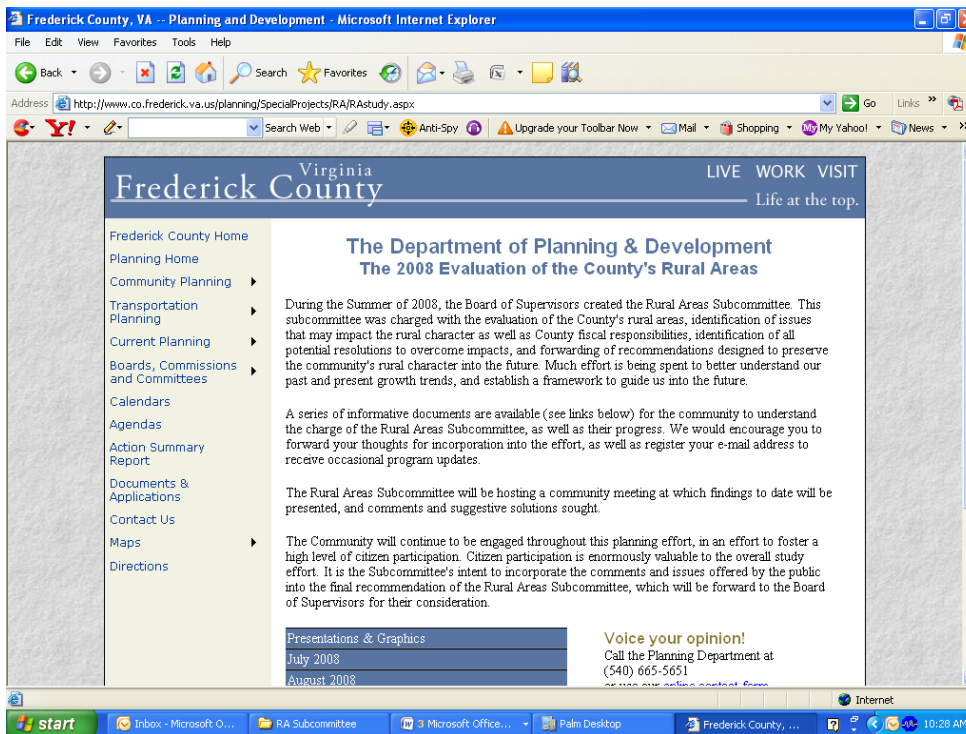 Frederick County, VA -- Planning and Development - Microsoft Internet Explorer
File Edit View Favorites Tools Help
Back Search Favorites
Address http://www.co.frederick.va.us/planning/SpecialProjects/RA/RAstudy.aspx Go Links »
Y! Search Web Anti-Spy Upgrade your Toolbar Now Mail Shopping My Yahoo! News »
Virginia
Frederick County
LIVE WORK VISIT
Life at the top.
Frederick County Home
Planning Home
Community Planning
Transportation
Planning
Current Planning
Boards, Commissions
and Committees
Calendars
Agendas
Action Summary
Report
Documents &
Applications
Contact Us
Maps
Directions
The Department of Planning & Development
The 2008 Evaluation of the County's Rural Areas
During the Summer of 2008, the Board of Supervisors created the Rural Areas Subcommittee. This
subcommittee was charged with the evaluation of the County's rural areas, identification of issues
that may impact the rural character as well as County fiscal responsibilities, identification of all
potential resolutions to overcome impacts, and forwarding of recommendations designed to preserve
the community's rural character into the future. Much effort is being spent to better understand our
past and present growth trends, and establish a framework to guide us into the future.
A series of informative documents are available (see links below) for the community to understand
the charge of the Rural Areas Subcommittee, as well as their progress. We would encourage you to
forward your thoughts for incorporation into the effort, as well as register your e-mail address to
receive occasional program updates.
The Rural Areas Subcommittee will be hosting a community meeting at which findings to date will be
presented, and comments and suggestive solutions sought.
The Community will continue to be engaged throughout this planning effort, in an effort to foster a
high level of citizen participation. Citizen participation is enormously valuable to the overall study
effort. It is the Subcommittee's intent to incorporate the comments and issues offered by the public
into the final recommendation of the Rural Areas Subcommittee, which will be forward to the Board
of Supervisors for their consideration.
Presentations & Graphics
July 2008
August 2008
Voice your opinion!
Call the Planning Department at
(540) 665-5651
or use our online contact form
Internet
start Inbox - Microsoft O... RA Subcommittee 3 Microsoft Office... Palm Desktop Frederick County, ... 10:28 AM